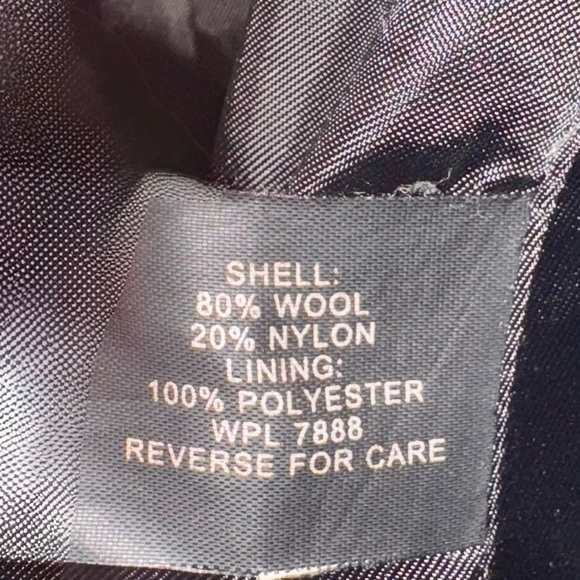 SHELL:
80% WOOL
20% NYLON
LINING:
100% POLYESTER
WPL 7888
REVERSE FOR CARE